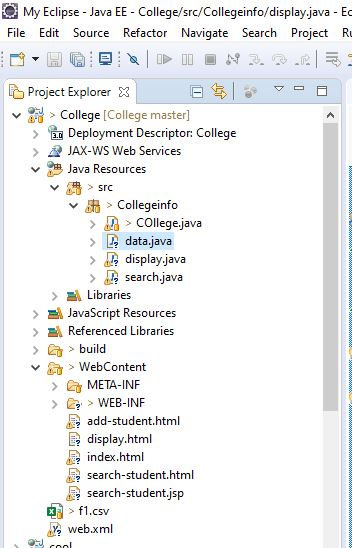 My Eclipse - Java EE - College/src/Collegeinfo/display.java - Ec
File Edit Source Refactor Navigate Search Project
Project Explorer
> College [College master]
Deployment Descriptor: College
JAX-WS Web Services
Java Resources
> src
> Collegeinfo
> COllege.java
data.java
display.java
search.java
Libraries
JavaScript Resources
Referenced Libraries
> build
> WebContent
META-INF
> WEB-INF
add-student.html
display.html
index.html
search-student.html
search-student.jsp
> f1.csv
web.xml